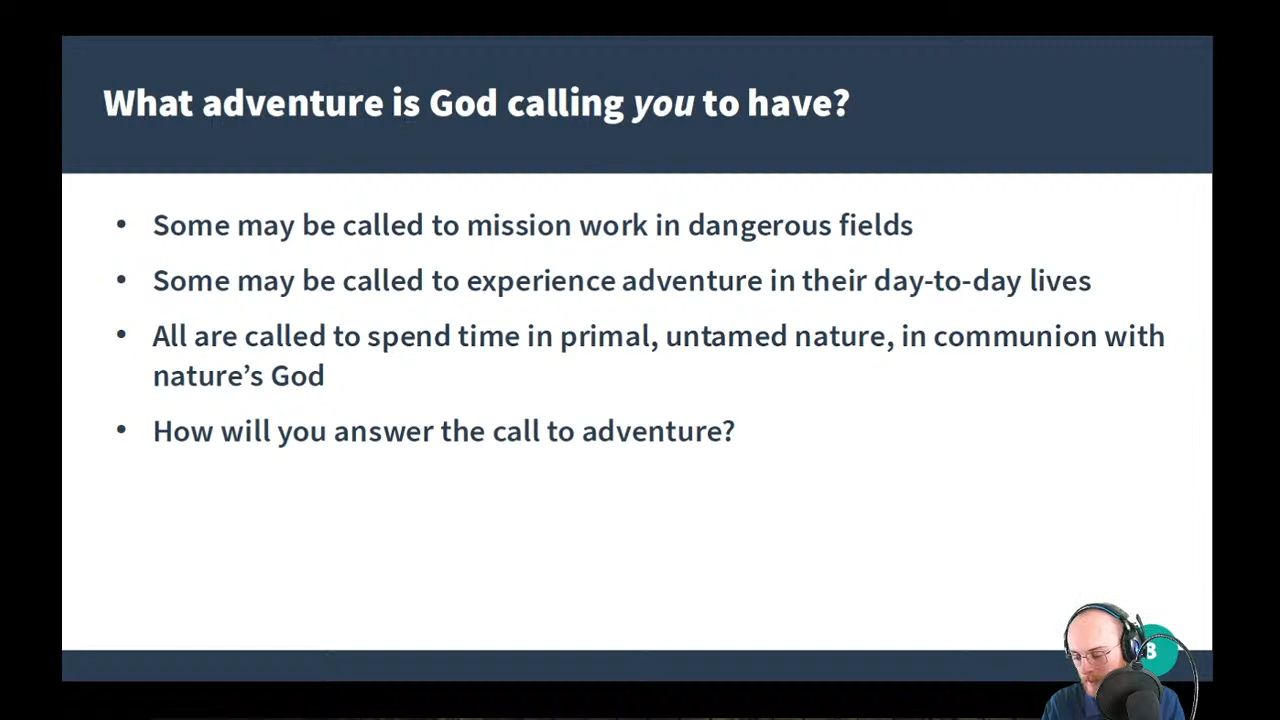 What adventure is God calling you to have?
• Some may be called to mission work in dangerous fields
• Some may be called to experience adventure in their day-to-day lives
• All are called to spend time in primal, untamed nature, in communion with
nature’s God
• How will you answer the call to adventure?